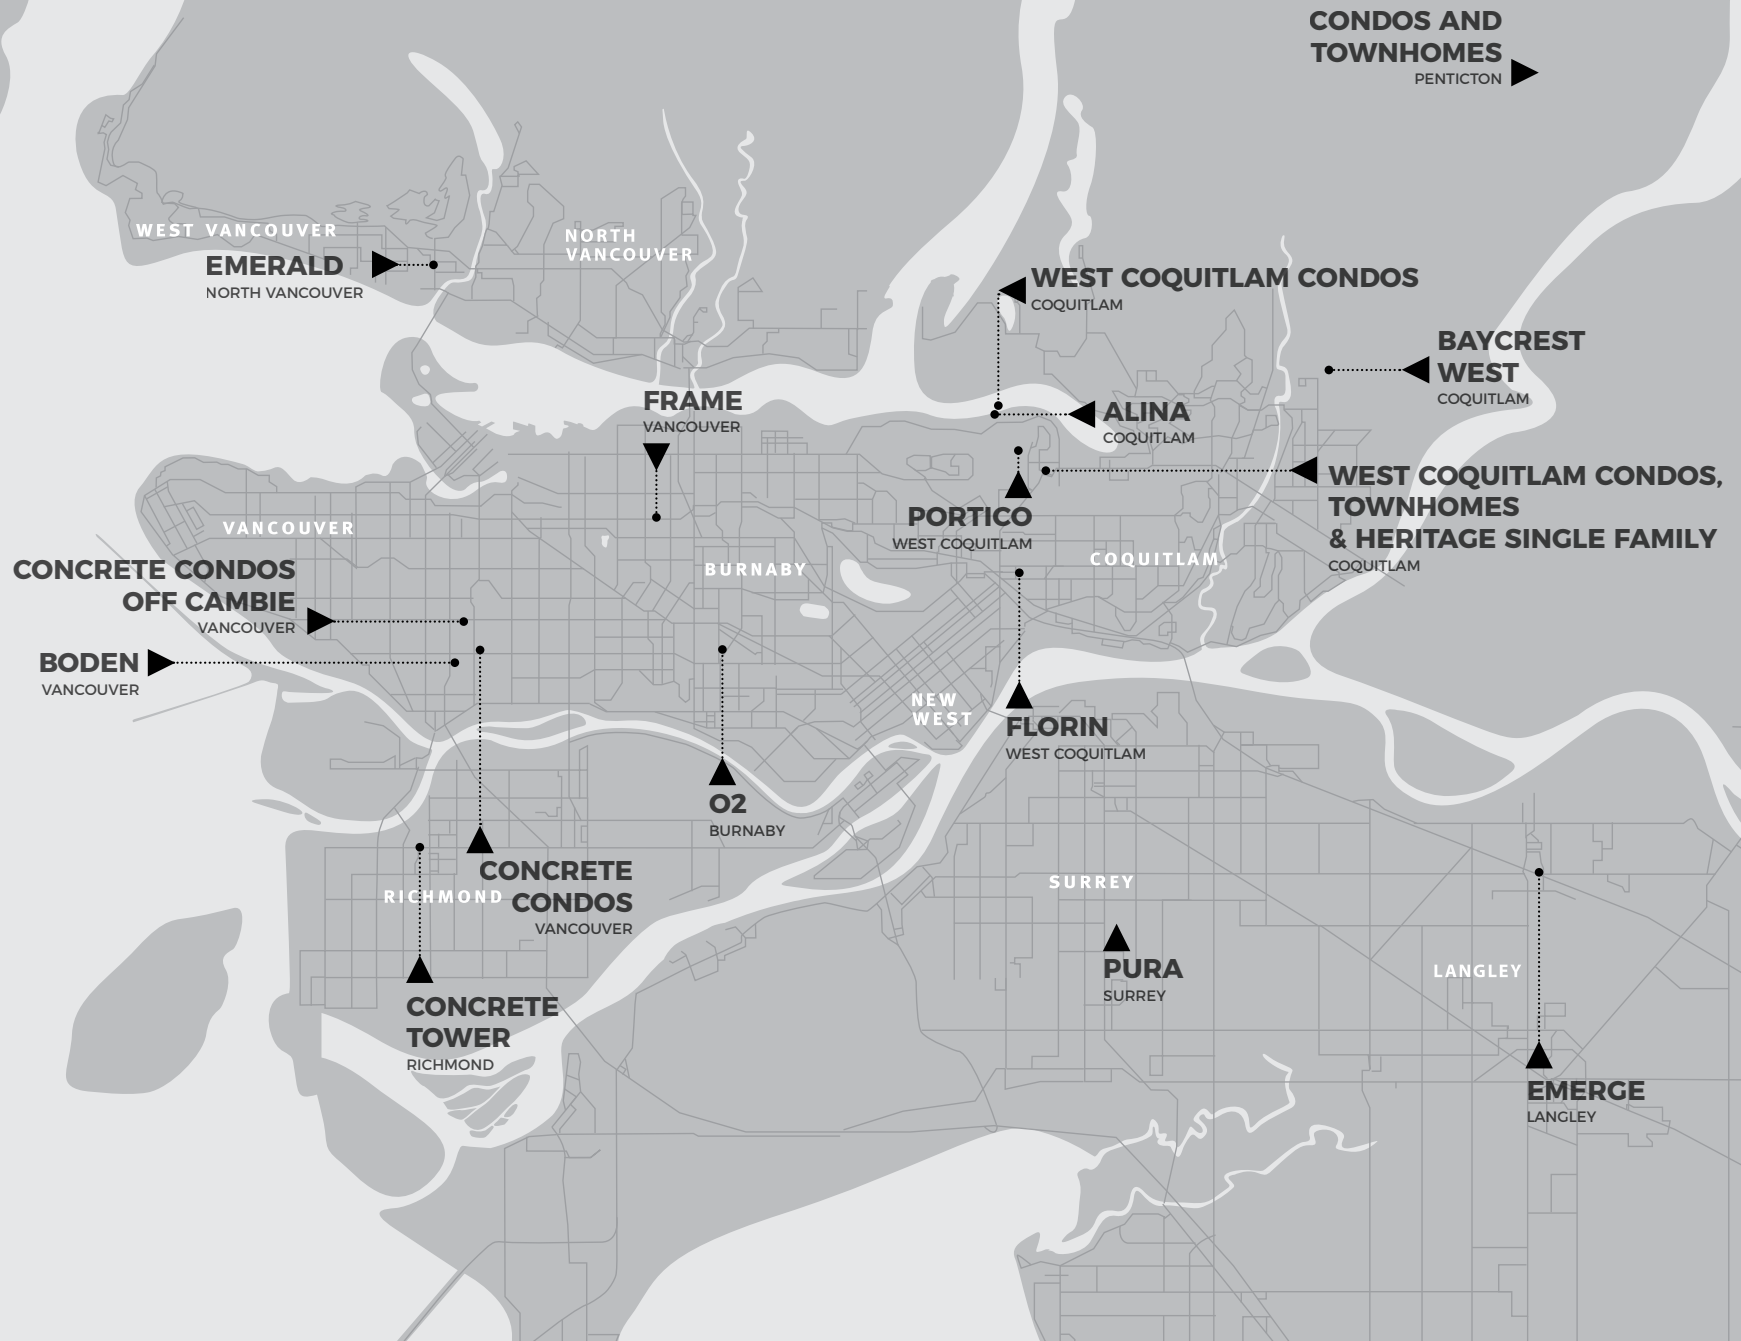 CONDOS AND
TOWNHOMES
PENTICTON
WEST VANCOUVER
NORTH
VANCOUVER
EMERALD
NORTH VANCOUVER
WEST COQUITLAM CONDOS
COQUITLAM
BAYCREST
WEST
COQUITLAM
FRAME
VANCOUVER
ALINA
COQUITLAM
WEST COQUITLAM CONDOS,
TOWNHOMES
& HERITAGE SINGLE FAMILY
COQUITLAM
PORTICO
WEST COQUITLAM
VANCOUVER
BURNABY
COQUITLAM
CONCRETE CONDOS
OFF CAMBIE
VANCOUVER
BODEN
VANCOUVER
NEW
WEST
FLORIN
WEST COQUITLAM
O2
BURNABY
CONCRETE
CONDOS
VANCOUVER
RICHMOND
SURREY
PURA
SURREY
LANGLEY
CONCRETE
TOWER
RICHMOND
EMERGE
LANGLEY